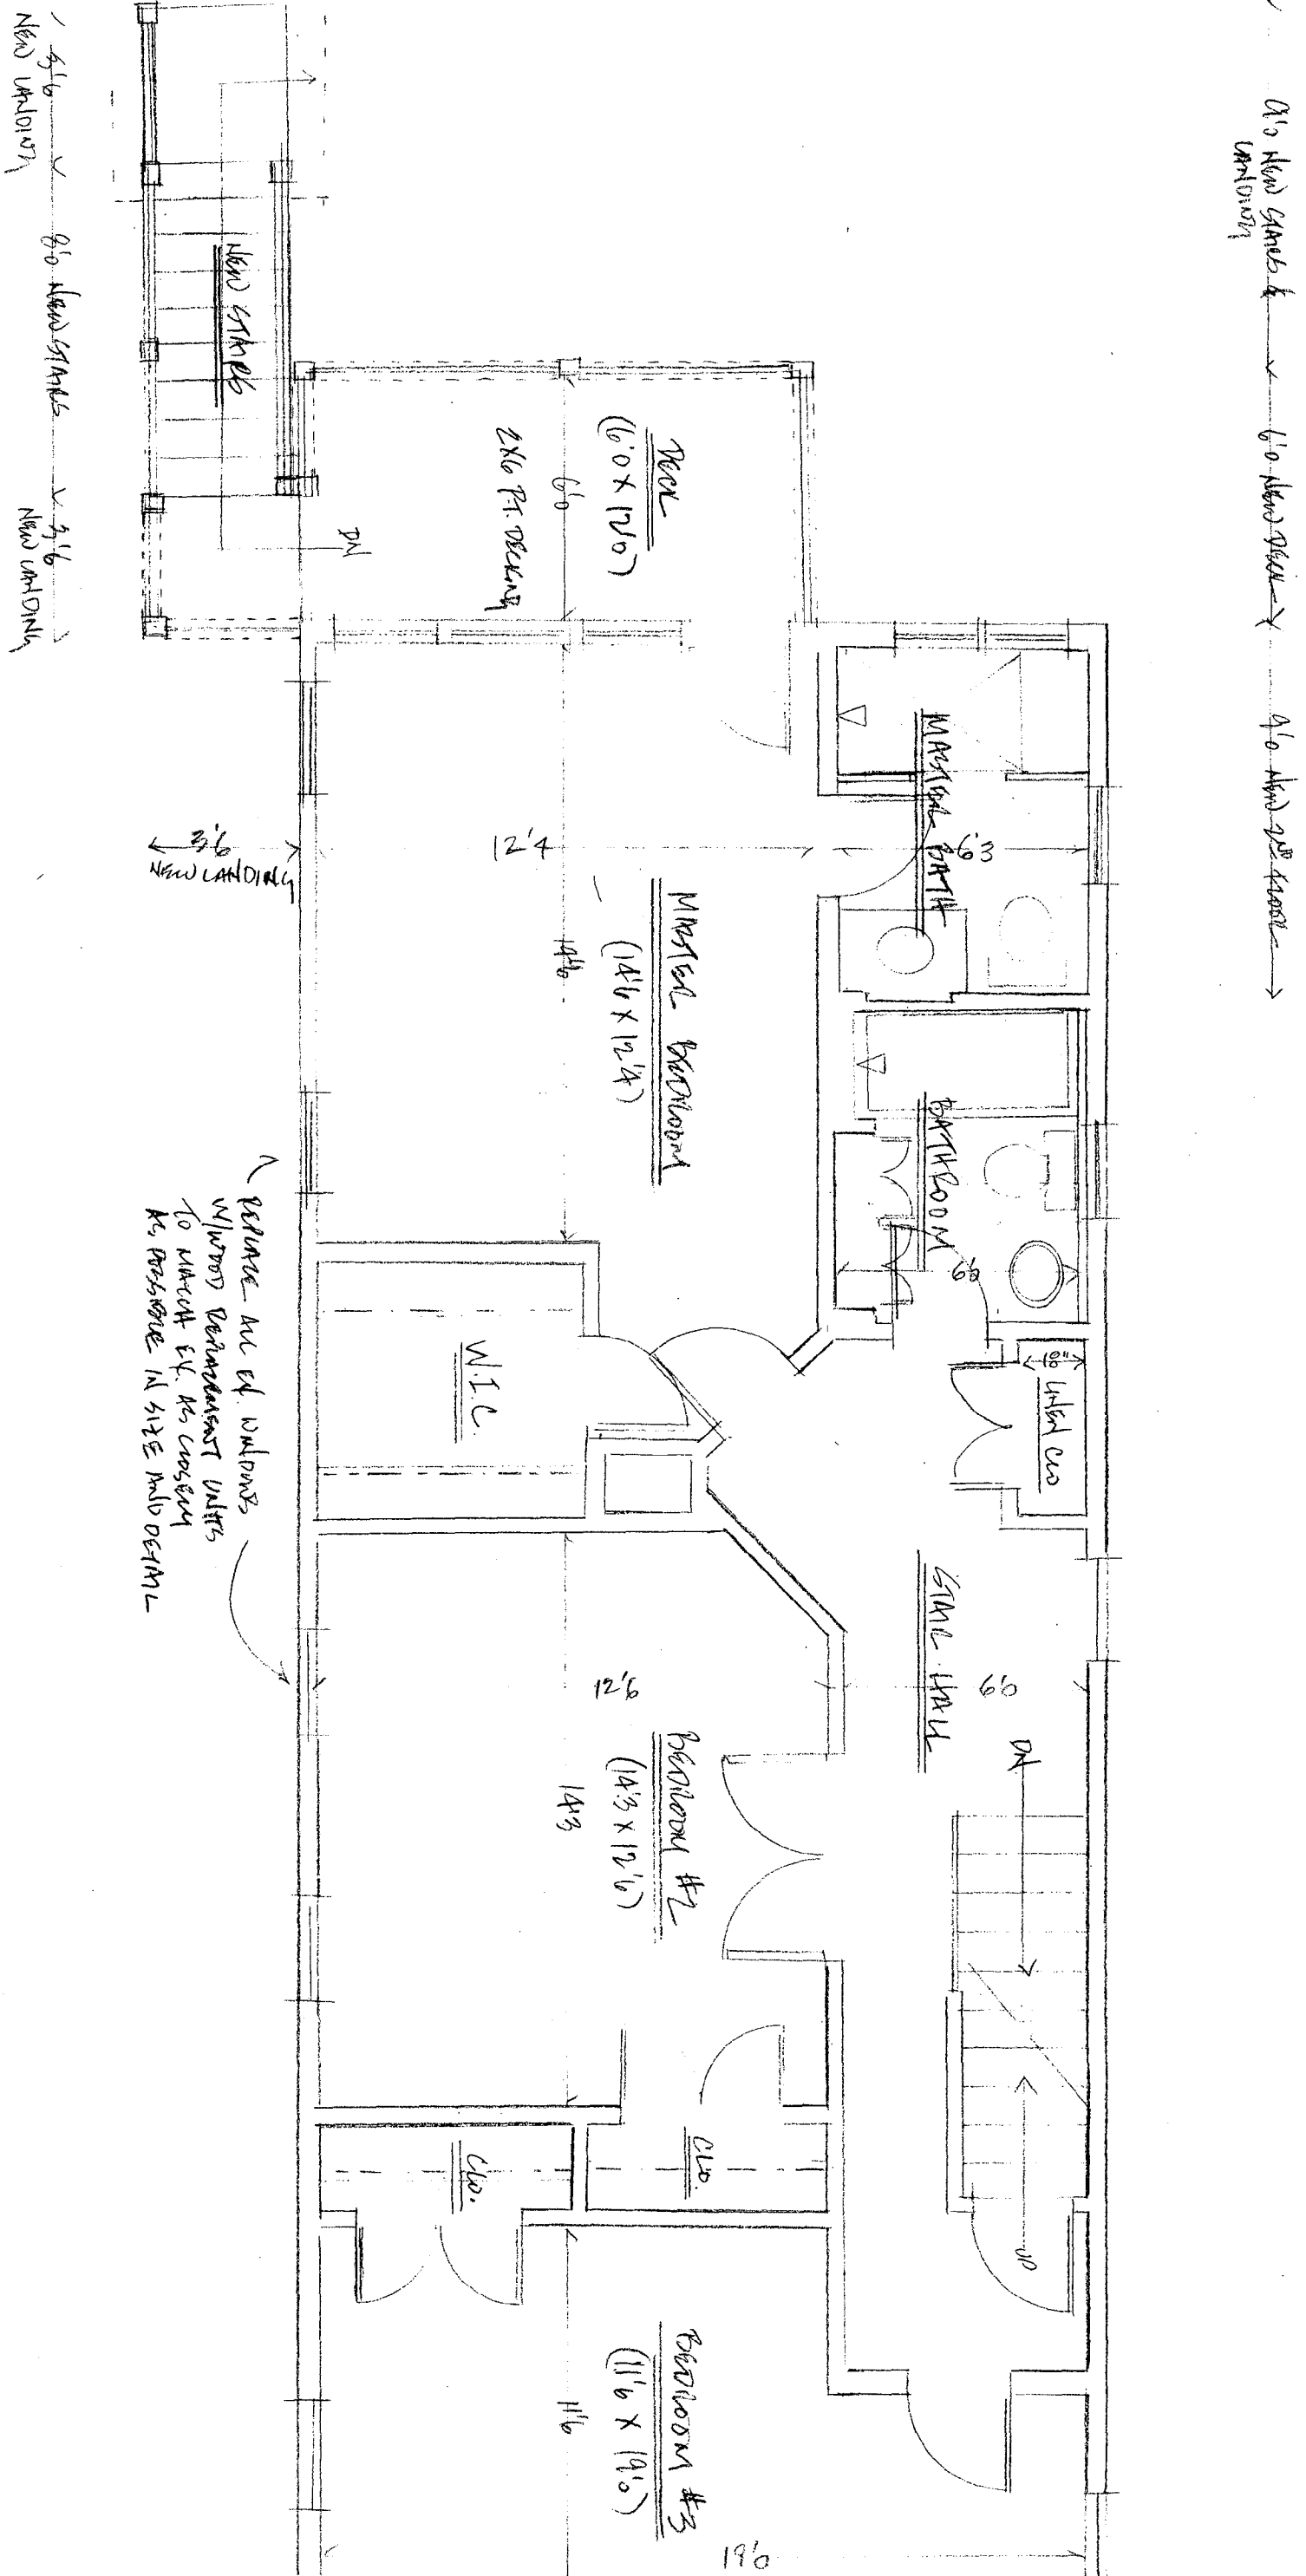 9'0 NEW STAIRS &
LANDING
6'0 NEW DECK
9'0 NEW 2ND FLOOR
DECK
(6'0 X 12'0)
6'0
2X6 P.T. DECKING
DN
NEW STAIRS
3'6
NEW LANDING
8'0 NEW STAIRS
3'6
NEW LANDING
3'6
NEW LANDING
MASTER BATH
6'3
12'4
MASTER BEDROOM
(14'6 X 12'4)
14'6
BATHROOM
6'0
1'8"
LINEN CLO
W.I.C.
REPLACE ALL EX. WINDOWS
W/WOOD REPLACEMENT UNITS
TO MATCH EX. AS CLOSELY
AS POSSIBLE IN SIZE AND DETAIL
STAIR HALL
6'0
DN
UP
12'6
BEDROOM #2
(14'3 X 12'6)
14'3
CLO.
CLO.
BEDROOM #3
(11'6 X 19'0)
11'6
19'0